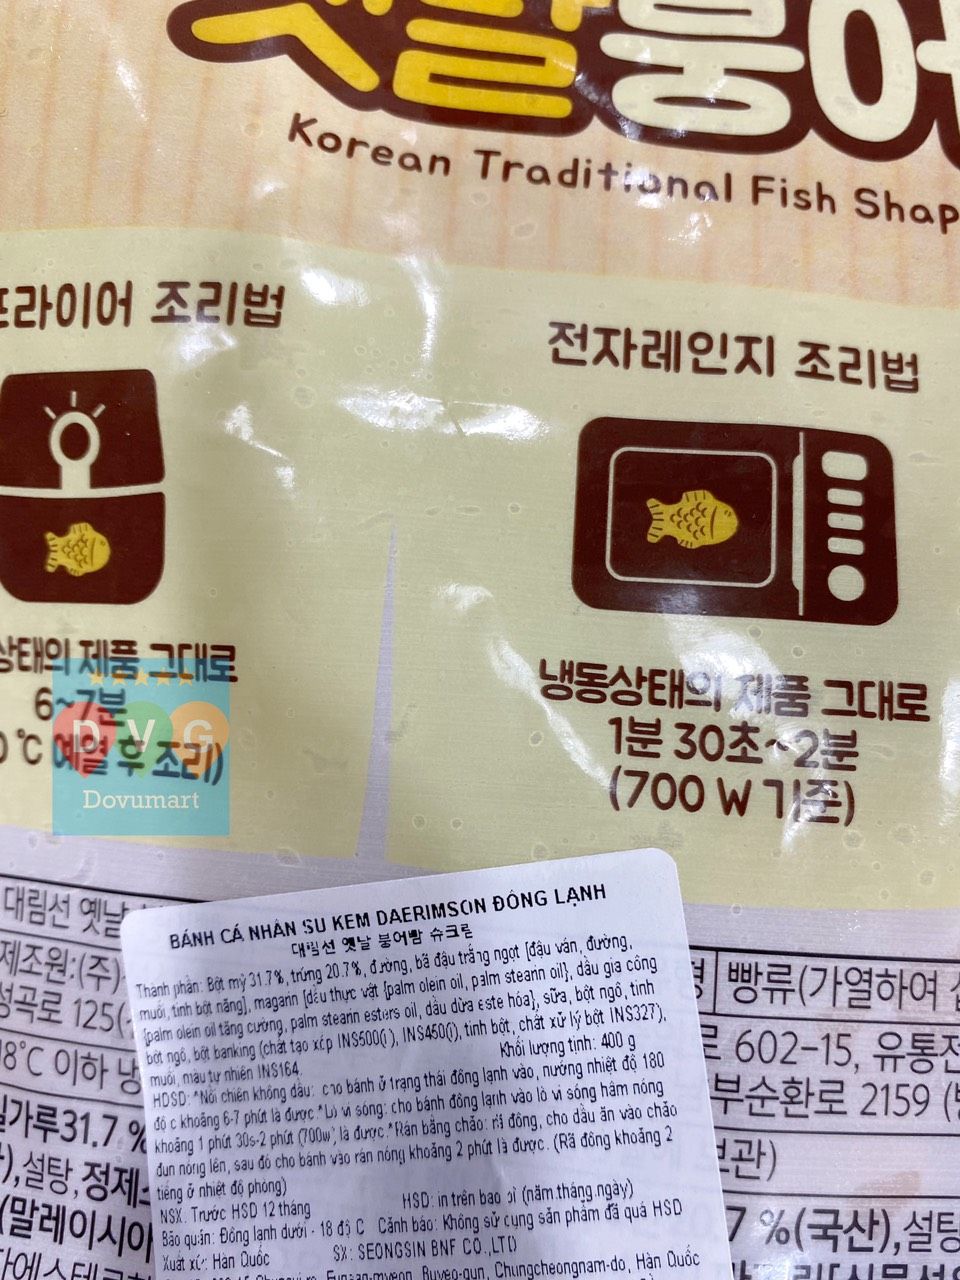 옛날붕어
Korean Traditional Fish Shap
프라이어 조리법
전자레인지 조리법
상태의 제품 그대로
6~7분
0℃ 예열 후 조리)
냉동상태의 제품 그대로
1분 30초~2분
(700 W 기준)
DVG
Dovumart
대림선 옛날
제조원:(주)
성곡로 125(
18℃ 이하 냉
밀가루31.7 %
),설탕,정제
(말레이시아
빵류(가열하여 섭
로 602-15, 유통전
부순환로 2159 (
보관)
7 %(국산),설탕
BÁNH CÁ NHÂN SU KEM DAERIMSON ĐÔNG LẠNH
대림선 옛날 붕어빵 슈크림
Thành phần: Bột mỳ 31.7%, trứng 20.7%, đường, bã đậu trắng ngọt [đậu ván, đường,
muối, tinh bột năng], magarin [dầu thực vật {palm olein oil, palm stearin oil}, dầu gia công
{palm olein oil tăng cường, palm stearin esters oil, dầu dừa este hóa}, sữa, bột ngô, tinh
bột ngô, bột banking (chất tạo xốp INS500(i), INS450(i), tinh bột, chất xử lý bột INS327),
muối, màu tự nhiên INS164.
Khối lượng tịnh: 400 g
HDSD: *Nồi chiên không dầu: cho bánh ở trạng thái đông lạnh vào, nướng nhiệt độ 180
độ c khoảng 6-7 phút là được.*Lò vi sóng: cho bánh đông lạnh vào lò vi sóng hâm nóng
khoảng 1 phút 30s-2 phút (700w) là được.*Rán bằng chảo: rã đông, cho dầu ăn vào chảo
đun nóng lên, sau đó cho bánh vào rán nóng khoảng 2 phút là được. (Rã đông khoảng 2
tiếng ở nhiệt độ phòng)
NSX: Trước HSD 12 tháng HSD: in trên bao bì (năm.tháng.ngày)
Bảo quản: Đông lạnh dưới - 18 độ C Cảnh báo: Không sử dụng sản phẩm đã quá HSD
Xuất xứ: Hàn Quốc SX: SEONGSIN BNF CO.,LTD
Chungcheongnam-do, Hàn Quốc